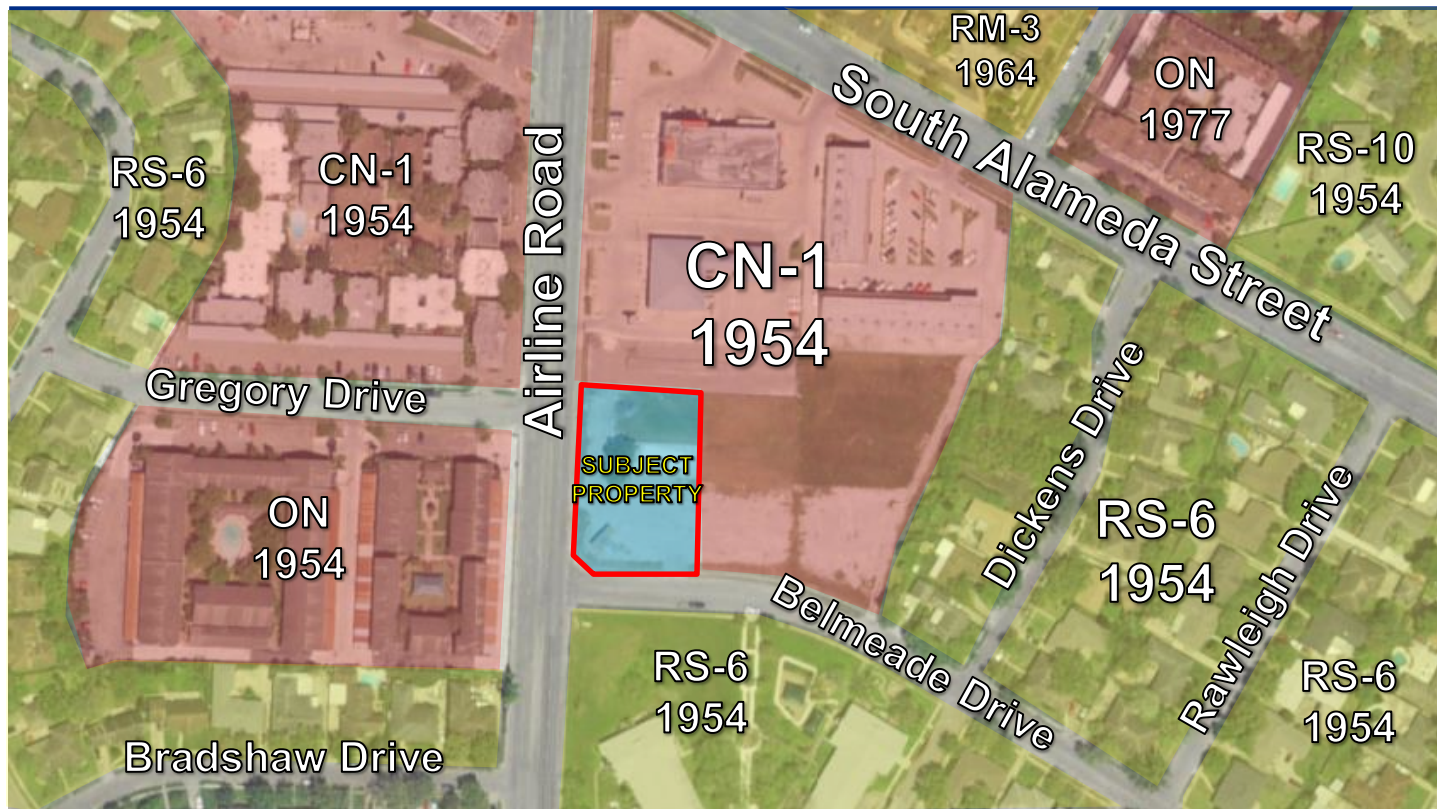 RM-3
1964
ON
1977
South Alameda Street
RS-10
1954
RS-6
1954
CN-1
1954
Airline Road
CN-1
1954
Gregory Drive
SUBJECT
PROPERTY
Dickens Drive
ON
1954
RS-6
1954
Rawleigh Drive
Belmeade Drive
RS-6
1954
RS-6
1954
Bradshaw Drive